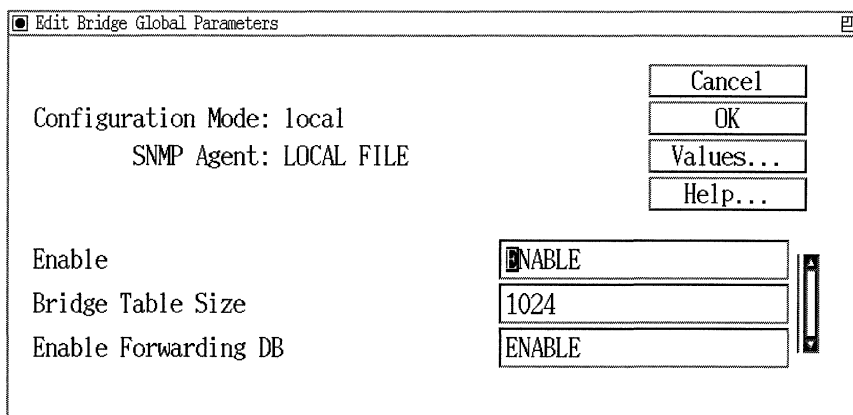 Edit Bridge Global Parameters
Cancel
Configuration Mode: local
OK
SNMP Agent: LOCAL FILE
Values...
Help...
Enable
ENABLE
Bridge Table Size
1024
Enable Forwarding DB
ENABLE